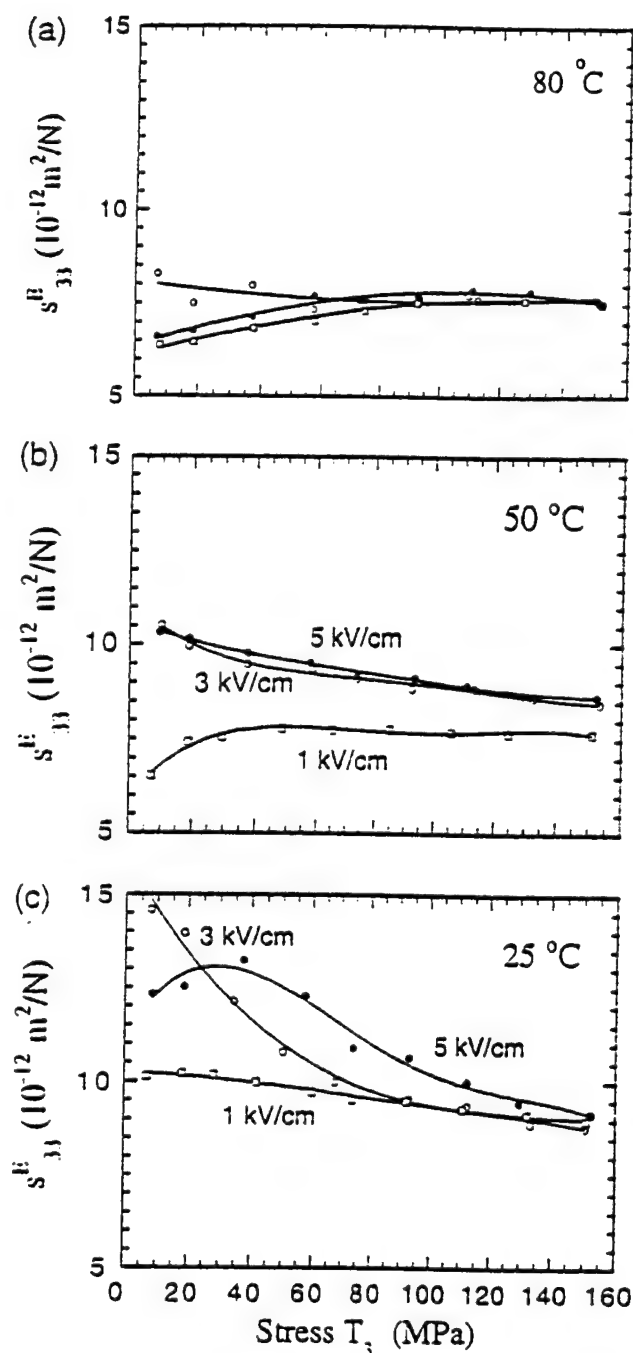 (a)
15
80 °C
10
5
s^E_33 (10^-12 m^2/N)
(b)
15
50 °C
10
5 kV/cm
3 kV/cm
1 kV/cm
5
s^E_33 (10^-12 m^2/N)
(c)
15
3 kV/cm
25 °C
5 kV/cm
10
1 kV/cm
5
s^E_33 (10^-12 m^2/N)
0 20 40 60 80 100 120 140 160
Stress T_3 (MPa)